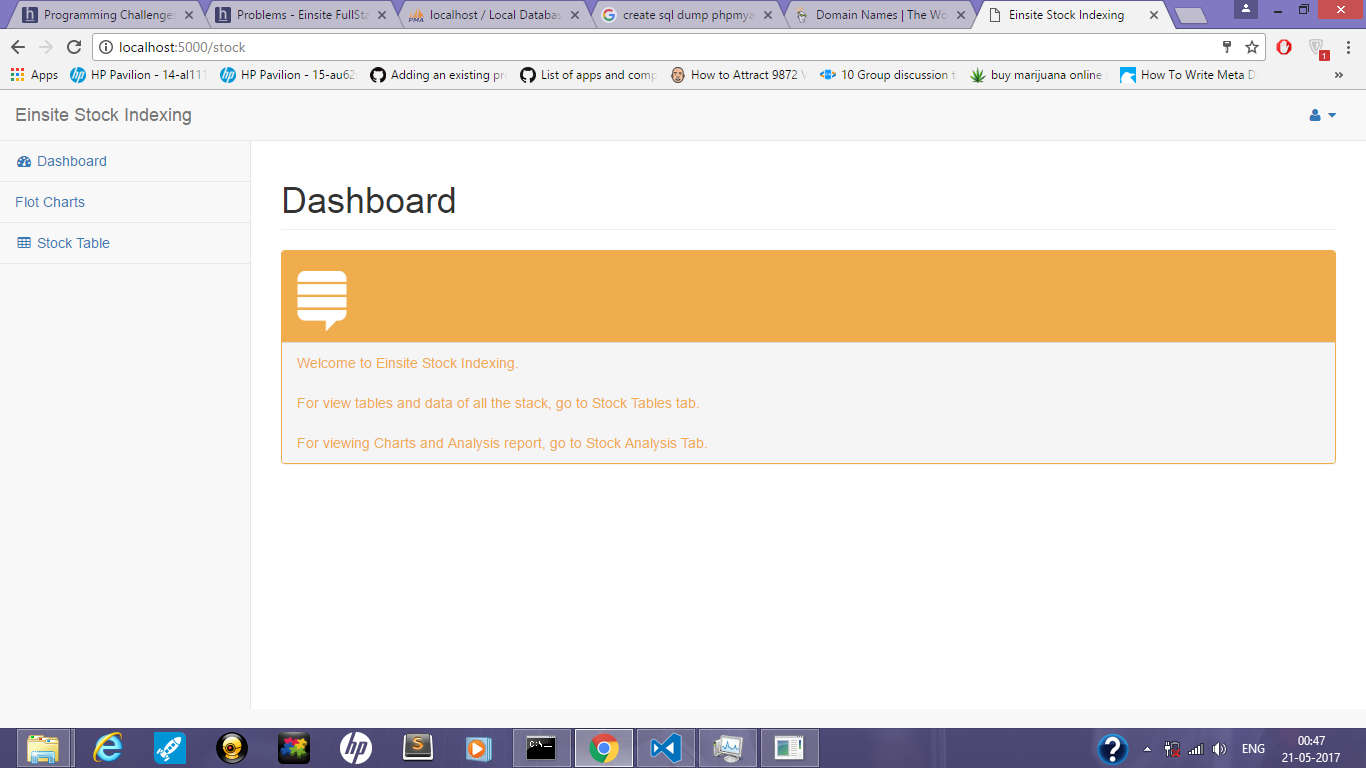 Programming Challenges
Problems - Einsite FullSta
localhost / Local Databas
create sql dump phpmya
Domain Names | The Wo
Einsite Stock Indexing
localhost:5000/stock
1
Apps
HP Pavilion - 14-al111
HP Pavilion - 15-au62
Adding an existing pr
List of apps and comp
How to Attract 9872 V
10 Group discussion t
buy marijuana online
How To Write Meta D
»
Einsite Stock Indexing
Dashboard
Flot Charts
Stock Table
Dashboard
Welcome to Einsite Stock Indexing.
For view tables and data of all the stack, go to Stock Tables tab.
For viewing Charts and Analysis report, go to Stock Analysis Tab.
C:\.
ENG
00:47
21-05-2017